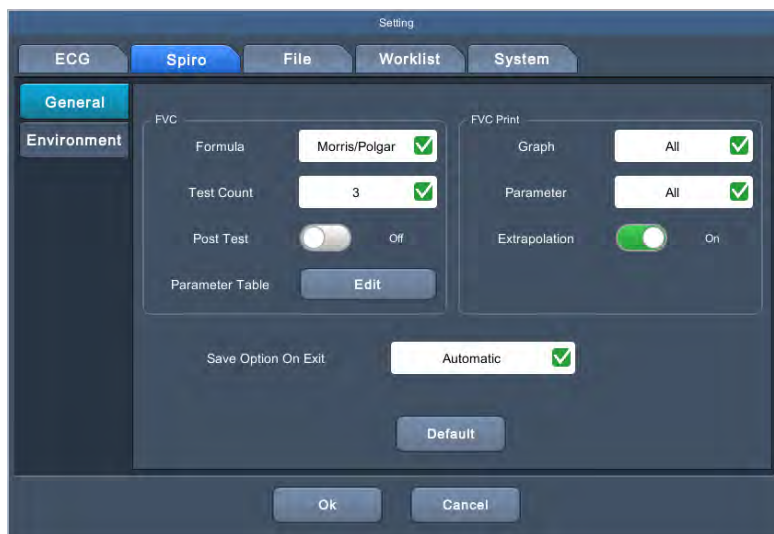 Setting
ECG Spiro File Worklist System
General
Environment
FVC
Formula Morris/Polgar
Test Count 3
Post Test Off
Parameter Table Edit
FVC Print
Graph All
Parameter All
Extrapolation On
Save Option On Exit Automatic
Default
Ok Cancel